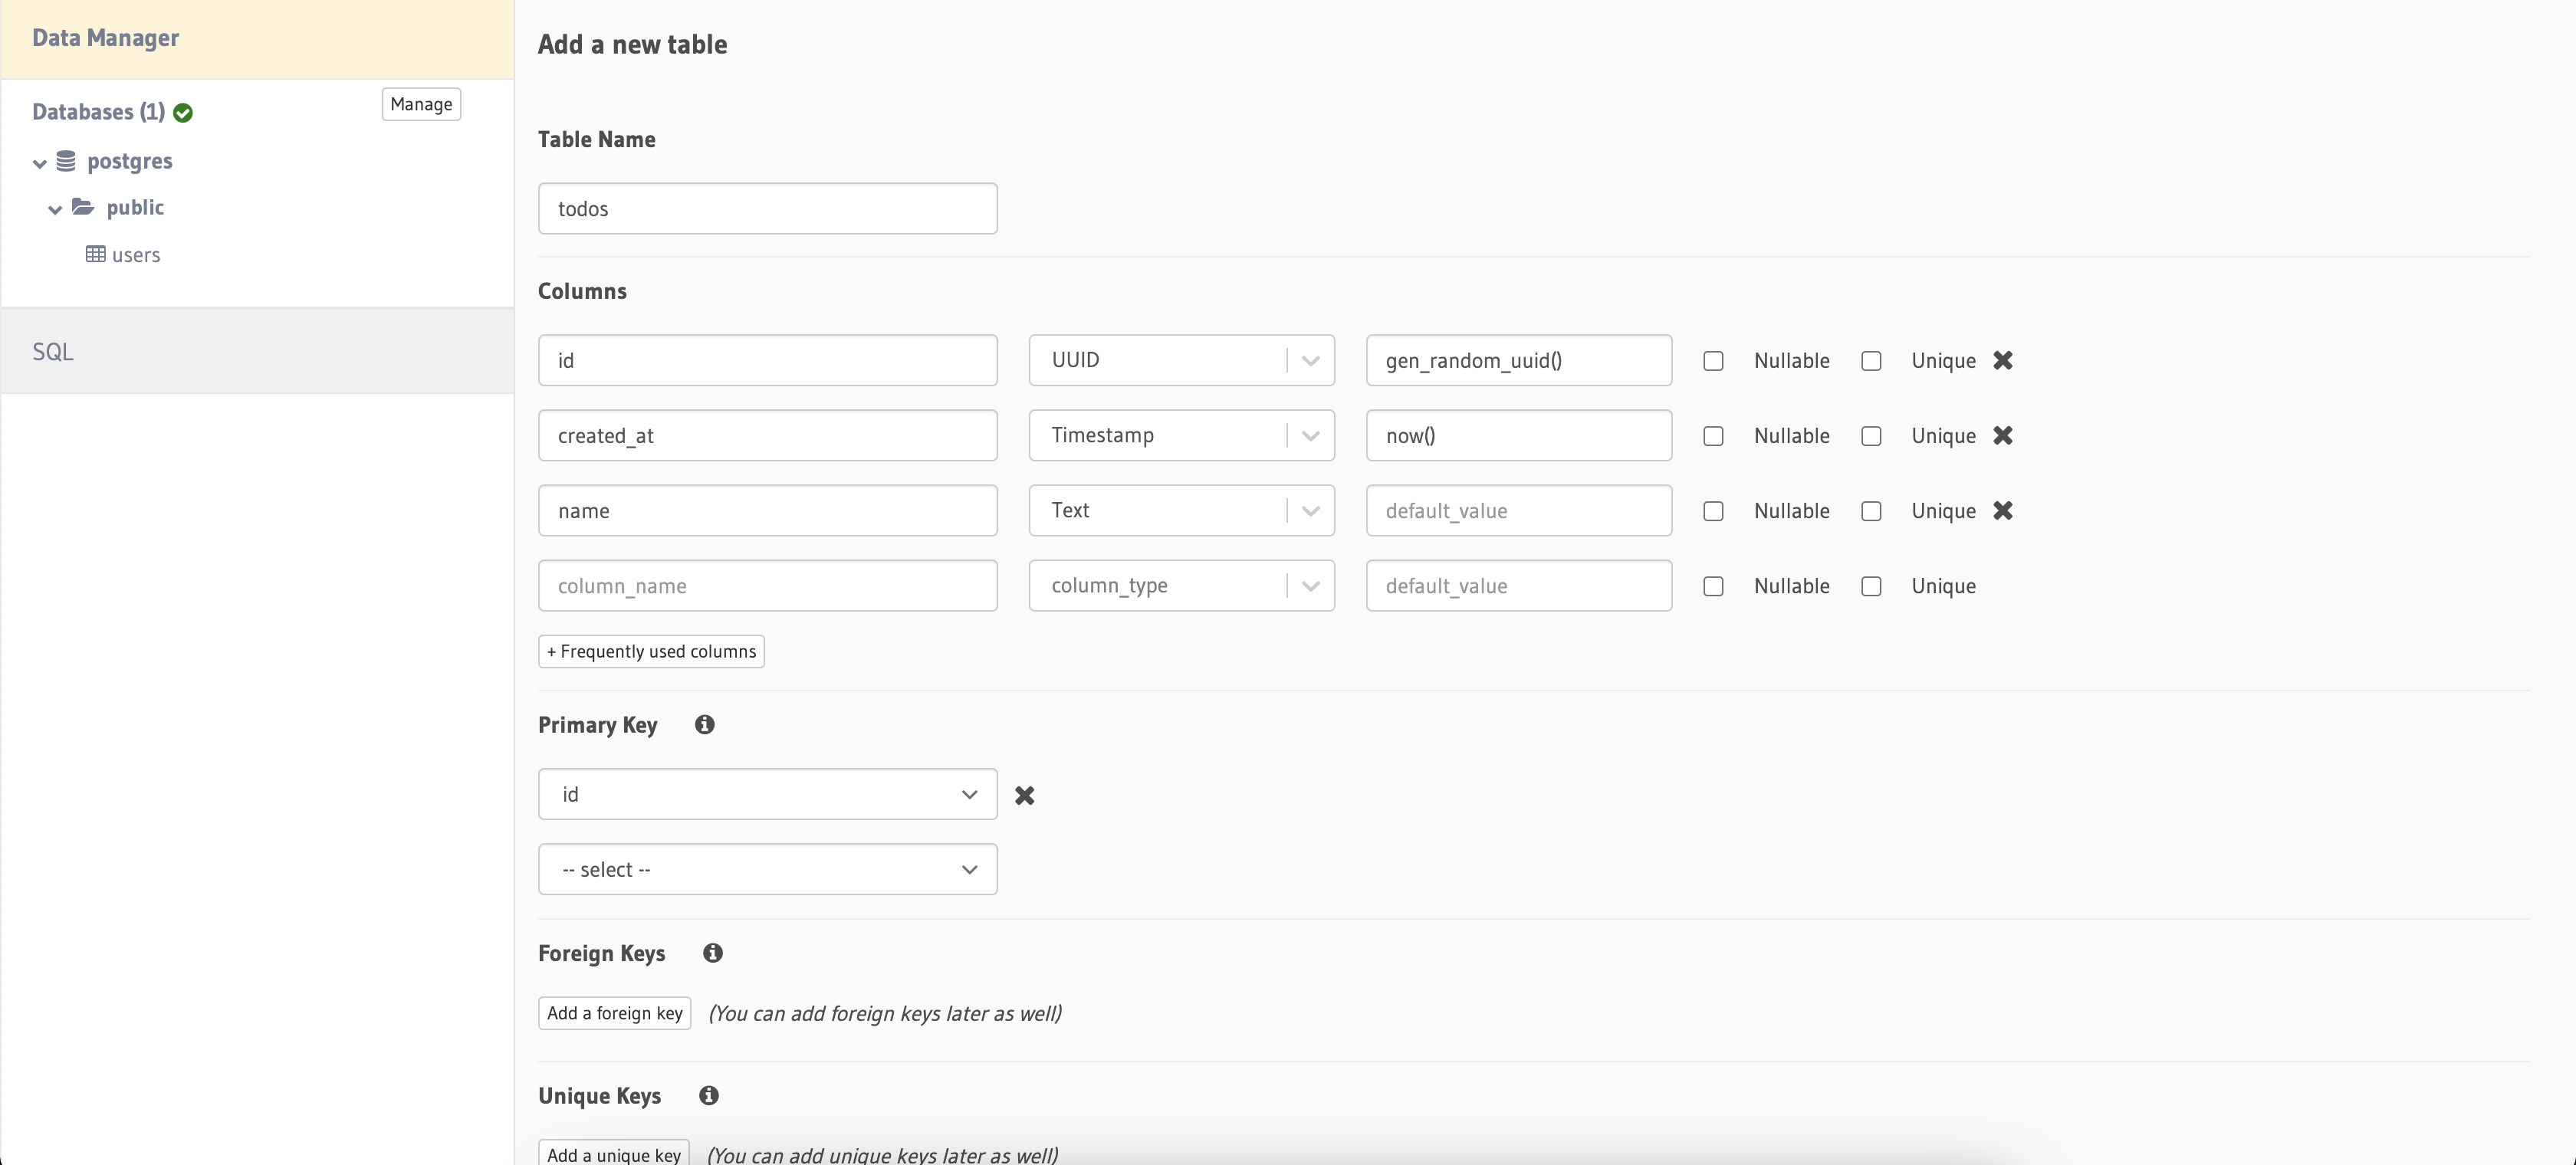 Data Manager
Databases (1)
Manage
postgres
public
users
SQL
Add a new table
Table Name
todos
Columns
id UUID gen_random_uuid() Nullable Unique
created_at Timestamp now() Nullable Unique
name Text default_value Nullable Unique
column_name column_type default_value Nullable Unique
+ Frequently used columns
Primary Key
id
-- select --
Foreign Keys
Add a foreign key (You can add foreign keys later as well)
Unique Keys
Add a unique key (You can add unique keys later as well)